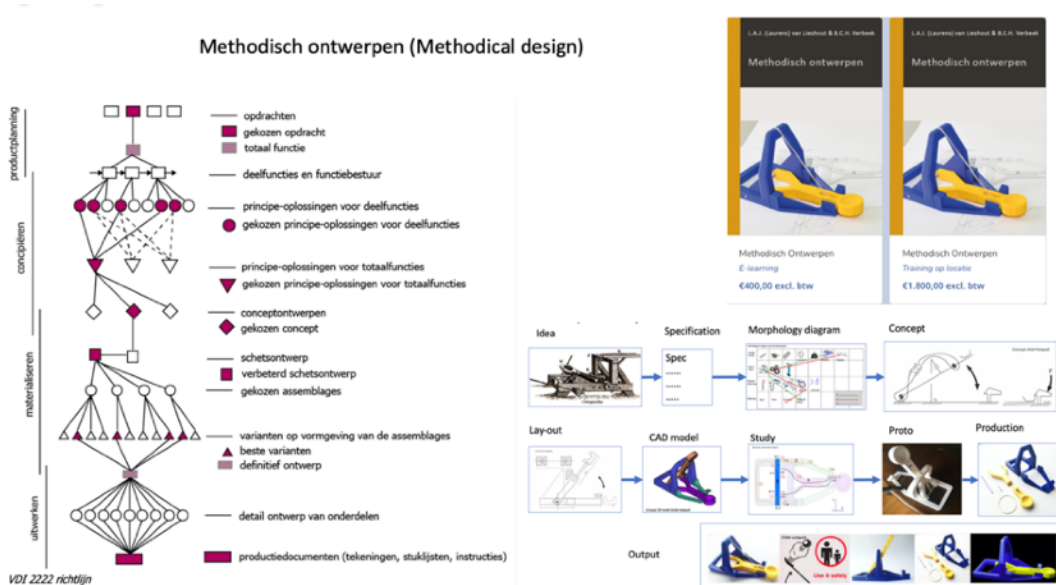 Methodisch ontwerpen (Methodical design)
productplanning
concipiëren
materialiseren
uitwerken
opdrachten
gekozen opdracht
totaal functie
deelfuncties en functiebestuur
principe-oplossingen voor deelfuncties
gekozen principe-oplossingen voor deelfuncties
principe-oplossingen voor totaalfuncties
gekozen principe-oplossingen voor totaalfuncties
conceptontwerpen
gekozen concept
schetsontwerp
verbeterd schetsontwerp
gekozen assemblages
varianten op vormgeving van de assemblages
beste varianten
definitief ontwerp
detail ontwerp van onderdelen
productiedocumenten (tekeningen, stuklijsten, instructies)
VDI 2222 richtlijn
L.A.J. (Laurens) van Lieshout & B.C.H. Verbeek
Methodisch ontwerpen
Methodisch Ontwerpen
E-learning
€400,00 excl. btw
L.A.J. (Laurens) van Lieshout & B.C.H. Verbeek
Methodisch ontwerpen
Methodisch Ontwerpen
Training op locatie
€1.800,00 excl. btw
Idea
Specification
Spec
Morphology diagram
Concept
Lay-out
CAD model
Study
Proto
Production
Output
Use it safely